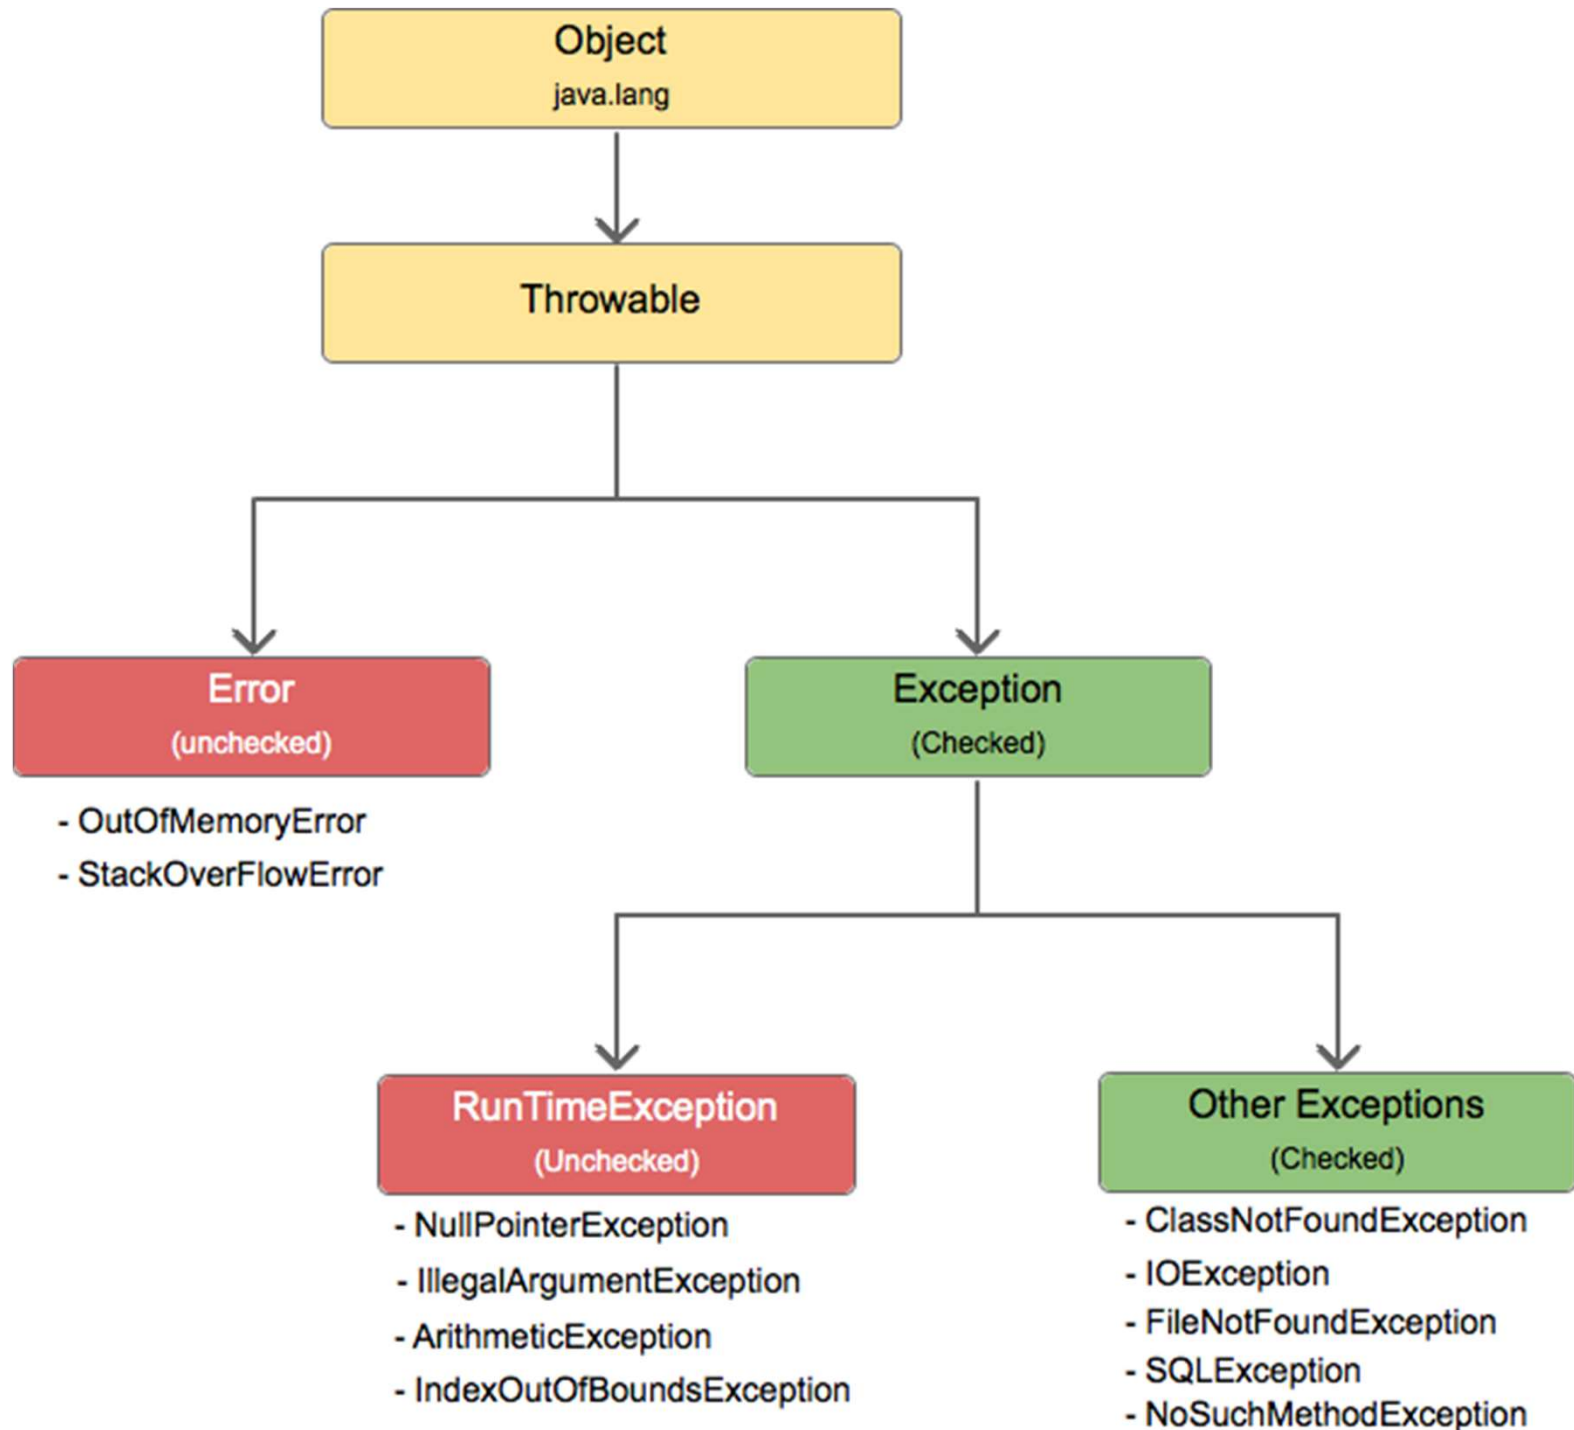 Object
java.lang
Throwable
Error
(unchecked)
- OutOfMemoryError
- StackOverFlowError
Exception
(Checked)
RunTimeException
(Unchecked)
- NullPointerException
- IllegalArgumentException
- ArithmeticException
- IndexOutOfBoundsException
Other Exceptions
(Checked)
- ClassNotFoundException
- IOException
- FileNotFoundException
- SQLException
- NoSuchMethodException